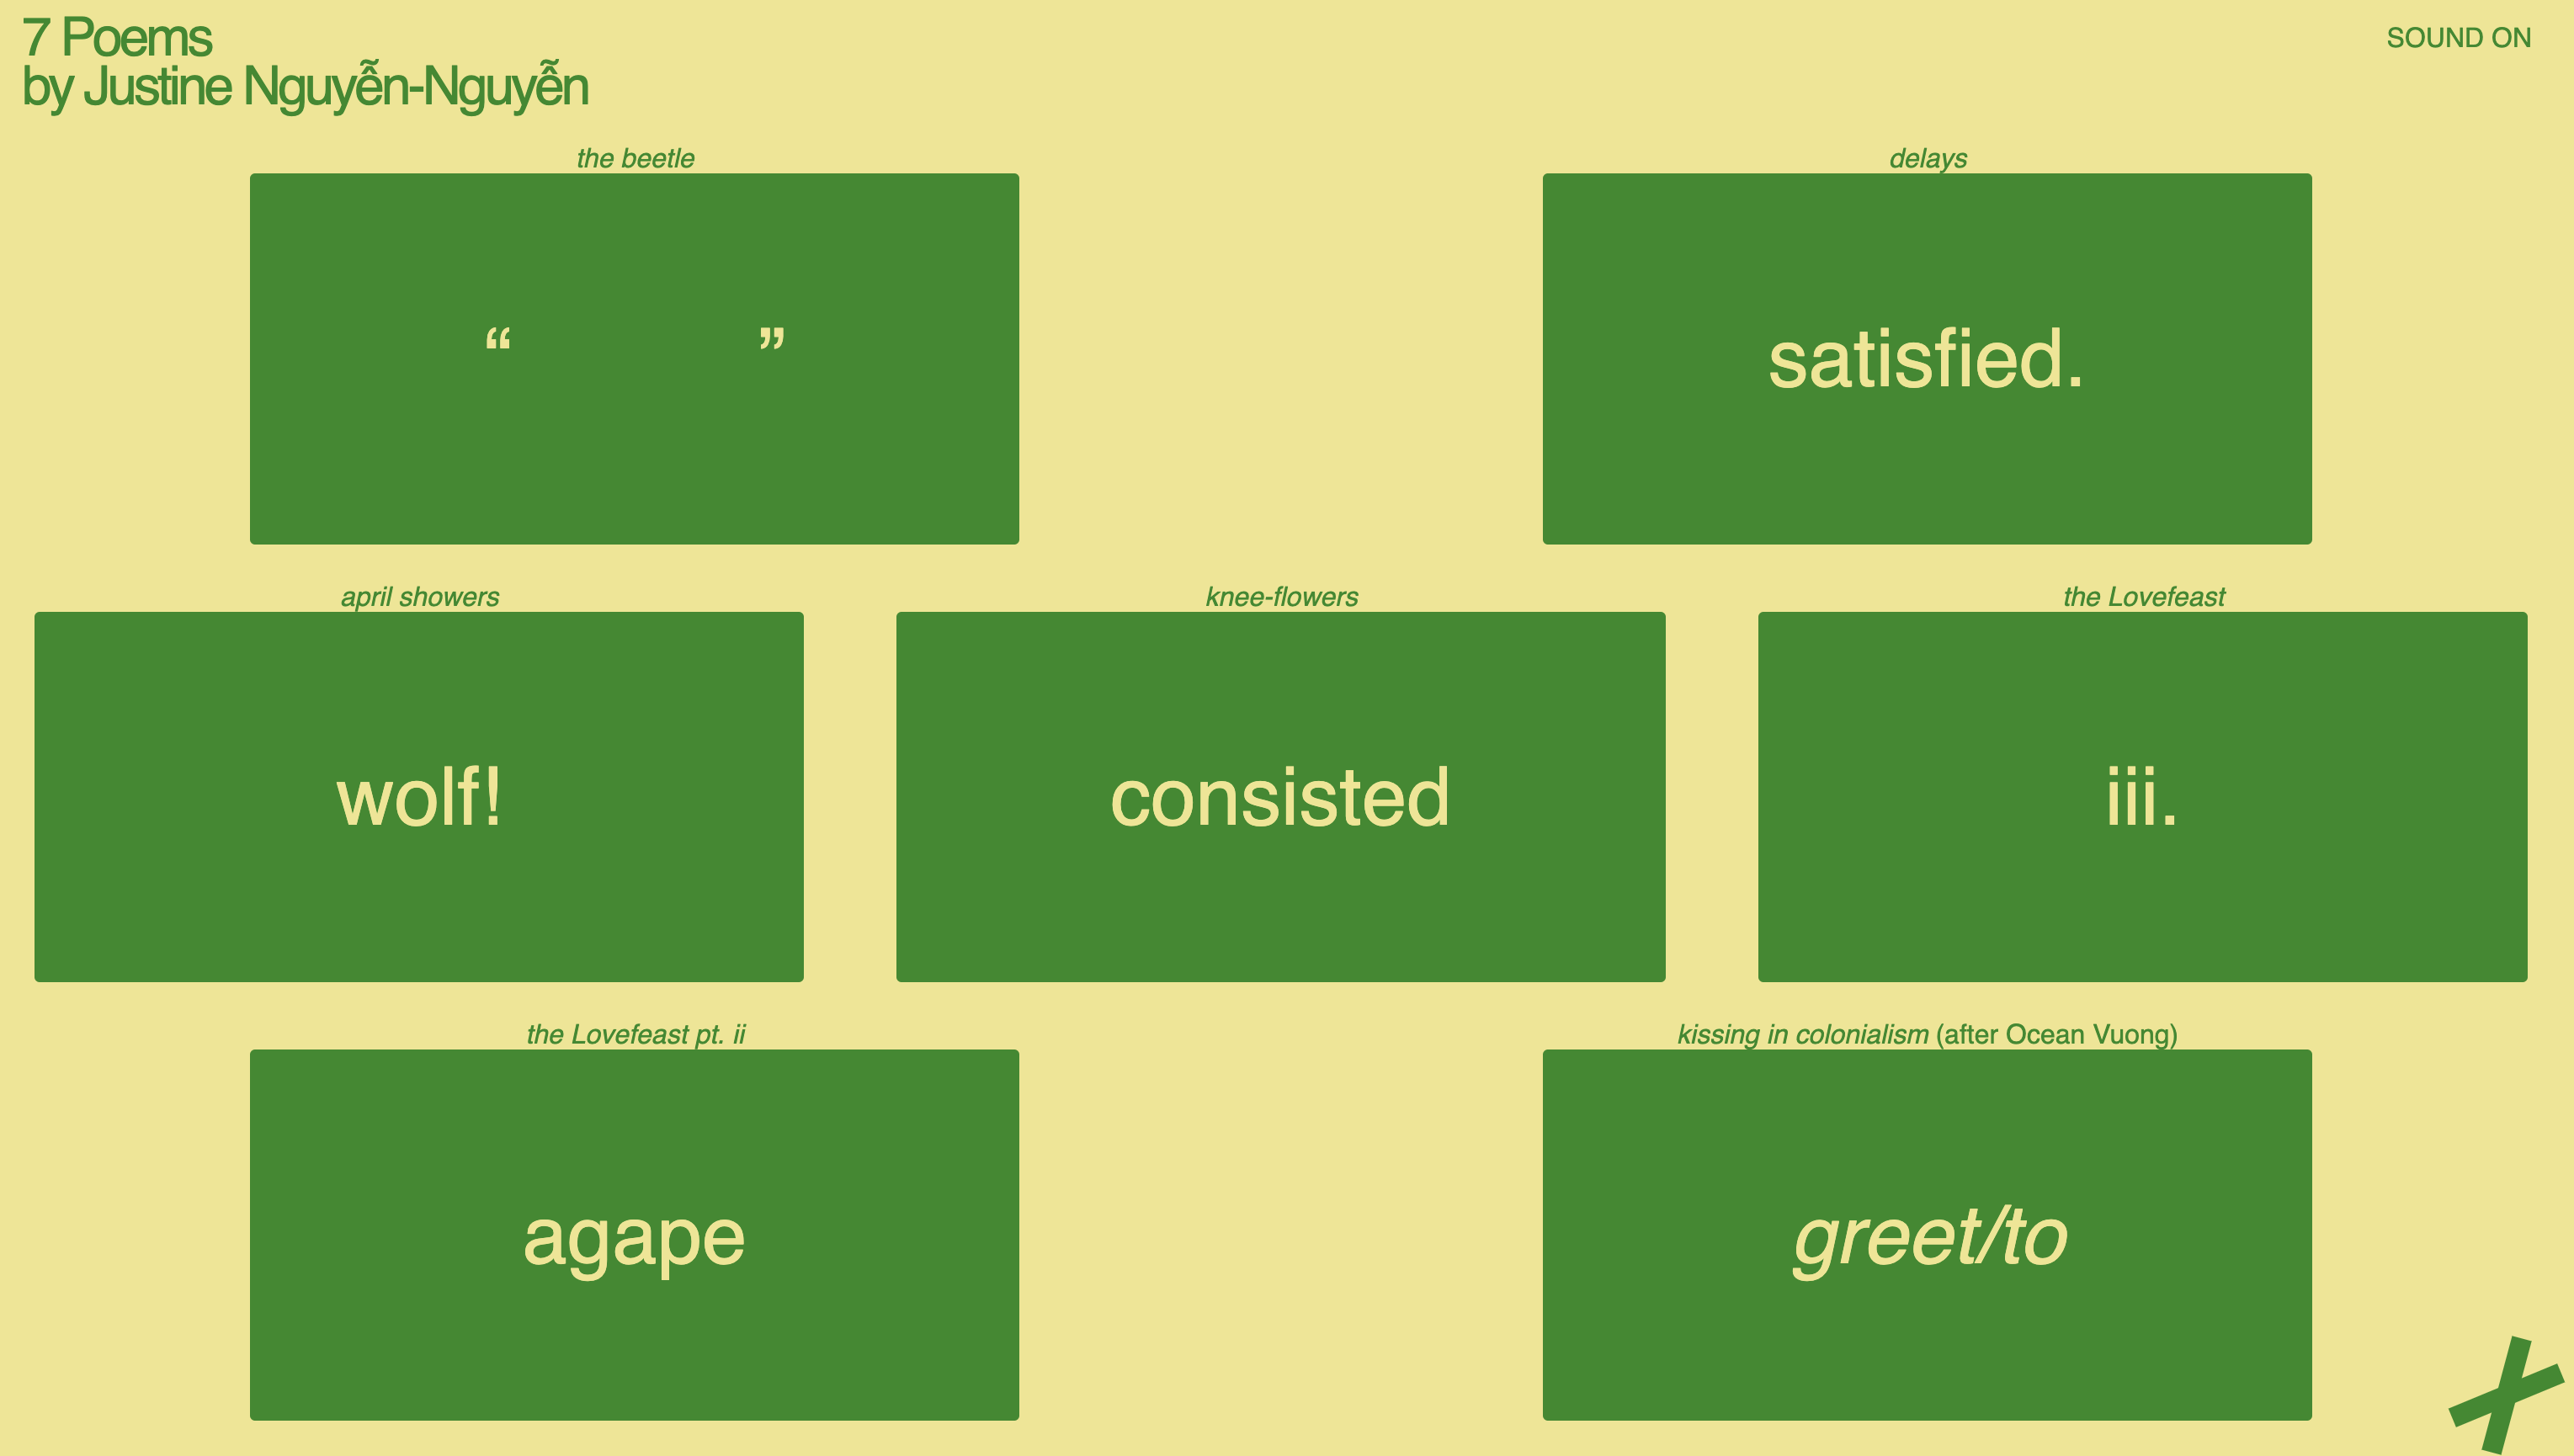 7 Poems
by Justine Nguyễn-Nguyễn
SOUND ON
the beetle
“ ”
delays
satisfied.
april showers
wolf!
knee-flowers
consisted
the Lovefeast
iii.
the Lovefeast pt. ii
agape
kissing in colonialism (after Ocean Vuong)
greet/to